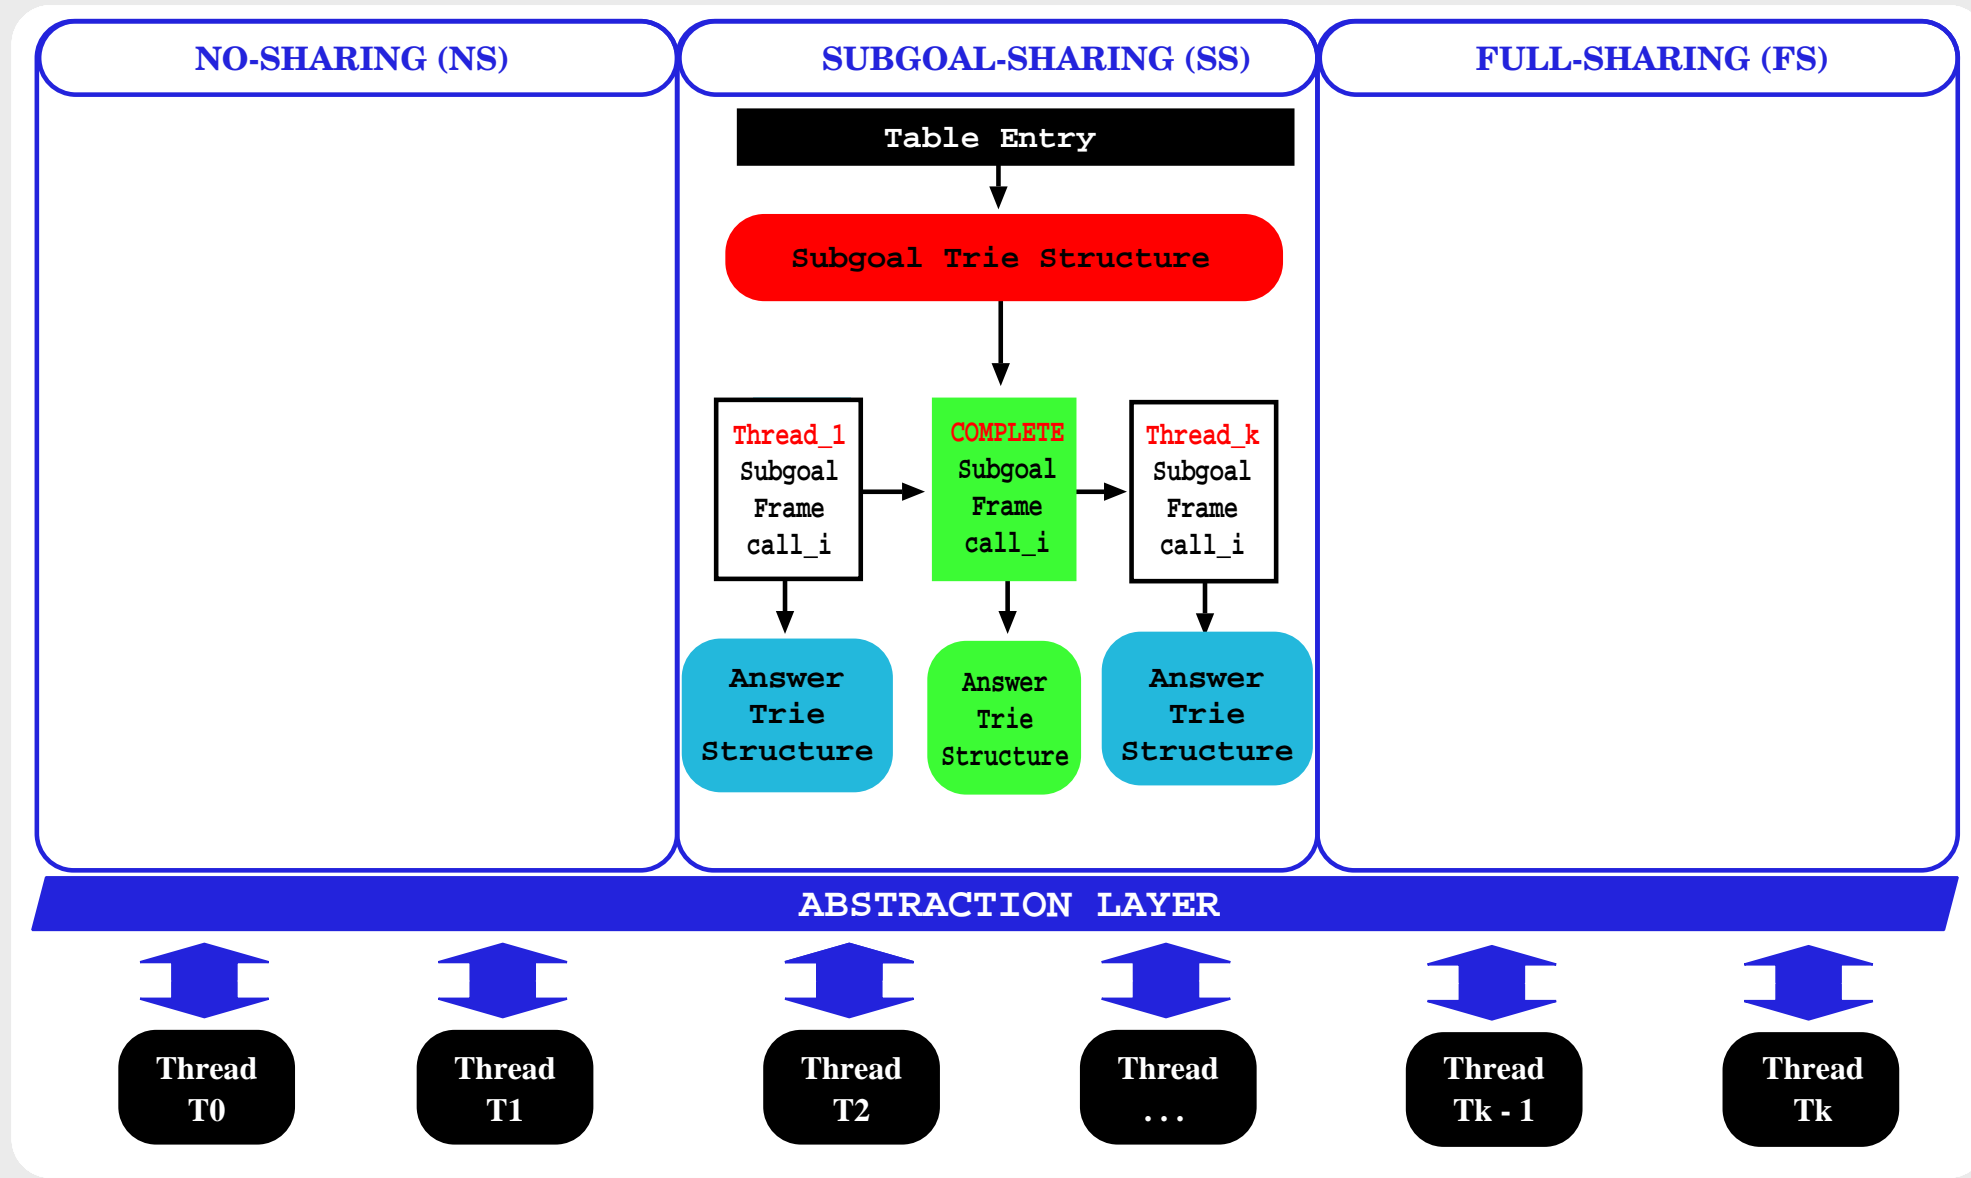 NO-SHARING (NS)
SUBGOAL-SHARING (SS)
FULL-SHARING (FS)
Table Entry
Subgoal Trie Structure
Thread_1
Subgoal
Frame
call_i
COMPLETE
Subgoal
Frame
call_i
Thread_k
Subgoal
Frame
call_i
Answer
Trie
Structure
Answer
Trie
Structure
Answer
Trie
Structure
ABSTRACTION LAYER
Thread
T0
Thread
T1
Thread
T2
Thread
. . .
Thread
Tk - 1
Thread
Tk